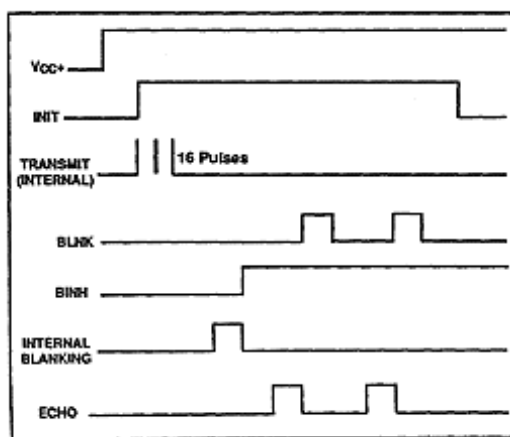 VCC+
INIT
TRANSMIT
(INTERNAL)
16 Pulses
BLNK
BINH
INTERNAL
BLANKING
ECHO